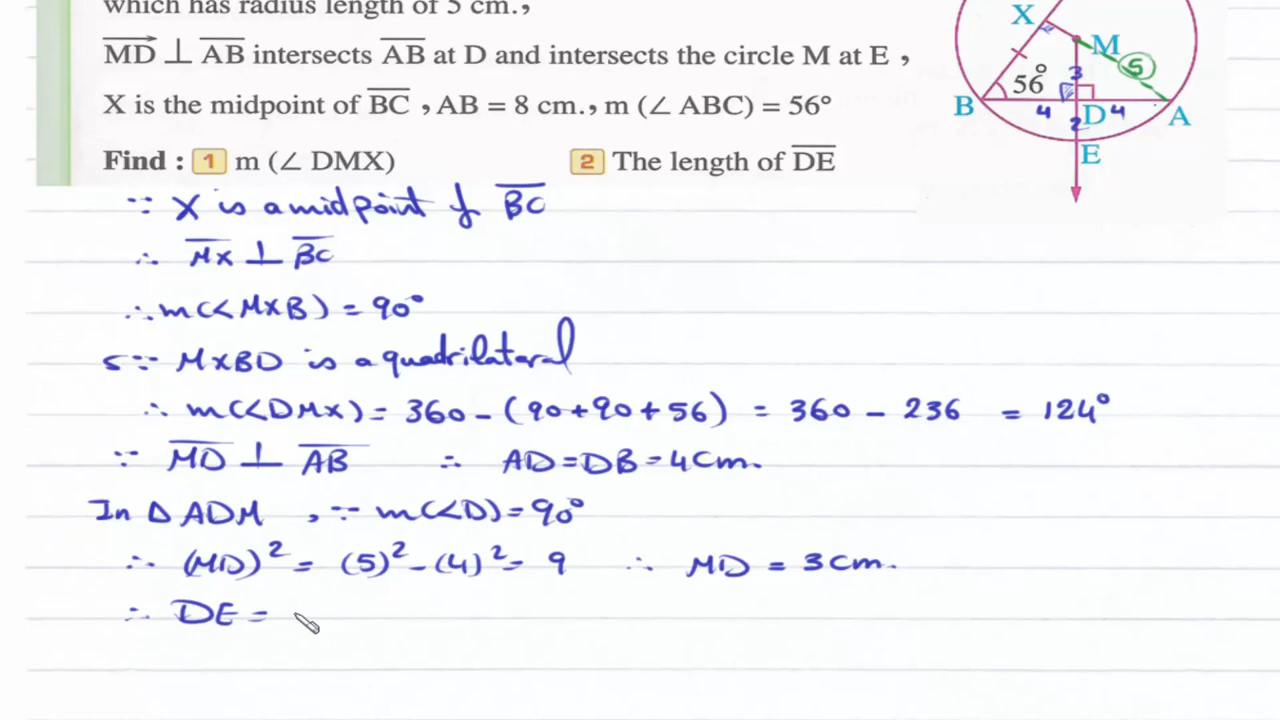 which has radius length of 5 cm.,
MD ⊥ AB intersects AB at D and intersects the circle M at E ,
X is the midpoint of BC , AB = 8 cm., m (∠ ABC) = 56°
Find : 1 m (∠ DMX) 2 The length of DE
X
M
5
3
56°
B
4
D
4
A
2
E
∵ X is a midpoint of BC
∴ MX ⊥ BC
∴ m(<MXB) = 90°
, ∵ MXBD is a quadrilateral
∴ m(<DMX) = 360 - (90+90+56) = 360 - 236 = 124°
∵ MD ⊥ AB ∴ AD = DB = 4 cm.
In △ ADM , ∵ m(<D) = 90°
∴ (MD)² = (5)² - (4)² = 9 ∴ MD = 3 cm.
∴ DE =